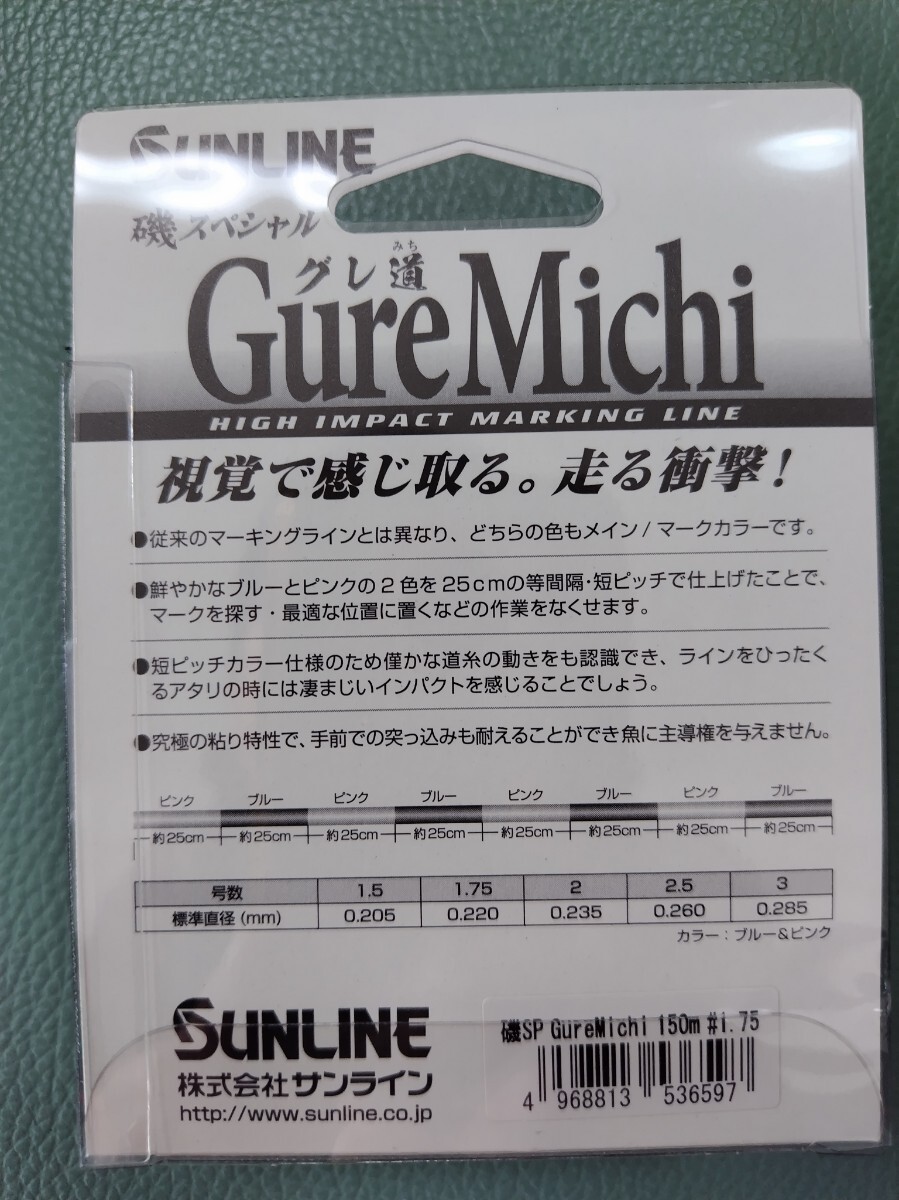 SUNLINE
磯スペシャル
みち
グレ道
GureMichi
HIGH IMPACT MARKING LINE
視覚で感じ取る。走る衝撃!
●従来のマーキングラインとは異なり、どちらの色もメイン/マークカラーです。
●鮮やかなブルーとピンクの2色を25cmの等間隔・短ピッチで仕上げたことで、
マークを探す・最適な位置に置くなどの作業をなくせます。
●短ピッチカラー仕様のため僅かな道糸の動きをも認識でき、ラインをひったく
るアタリの時には凄まじいインパクトを感じることでしょう。
●究極の粘り特性で、手前での突っ込みも耐えることができ魚に主導権を与えません。
ピンク ブルー ピンク ブルー ピンク ブルー ピンク ブルー
約25cm 約25cm 約25cm 約25cm 約25cm 約25cm 約25cm 約25cm
号数 1.5 1.75 2 2.5 3
標準直径(mm) 0.205 0.220 0.235 0.260 0.285
カラー:ブルー&ピンク
SUNLINE
株式会社サンライン
http://www.sunline.co.jp
磯SP GureMichi 150m #1.75
4 968813 536597